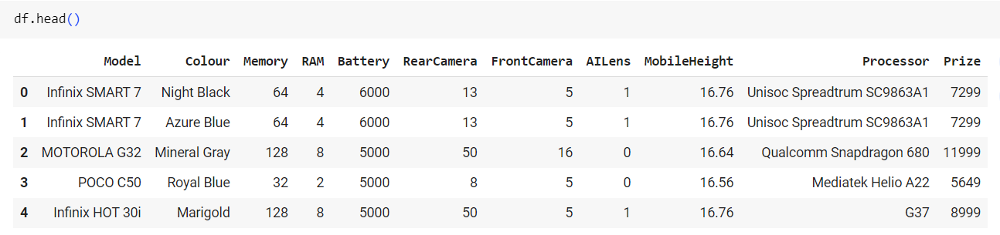 df.head()
Model Colour Memory RAM Battery RearCamera FrontCamera AILens MobileHeight Processor Prize
0 Infinix SMART 7 Night Black 64 4 6000 13 5 1 16.76 Unisoc Spreadtrum SC9863A1 7299
1 Infinix SMART 7 Azure Blue 64 4 6000 13 5 1 16.76 Unisoc Spreadtrum SC9863A1 7299
2 MOTOROLA G32 Mineral Gray 128 8 5000 50 16 0 16.64 Qualcomm Snapdragon 680 11999
3 POCO C50 Royal Blue 32 2 5000 8 5 0 16.56 Mediatek Helio A22 5649
4 Infinix HOT 30i Marigold 128 8 5000 50 5 1 16.76 G37 8999